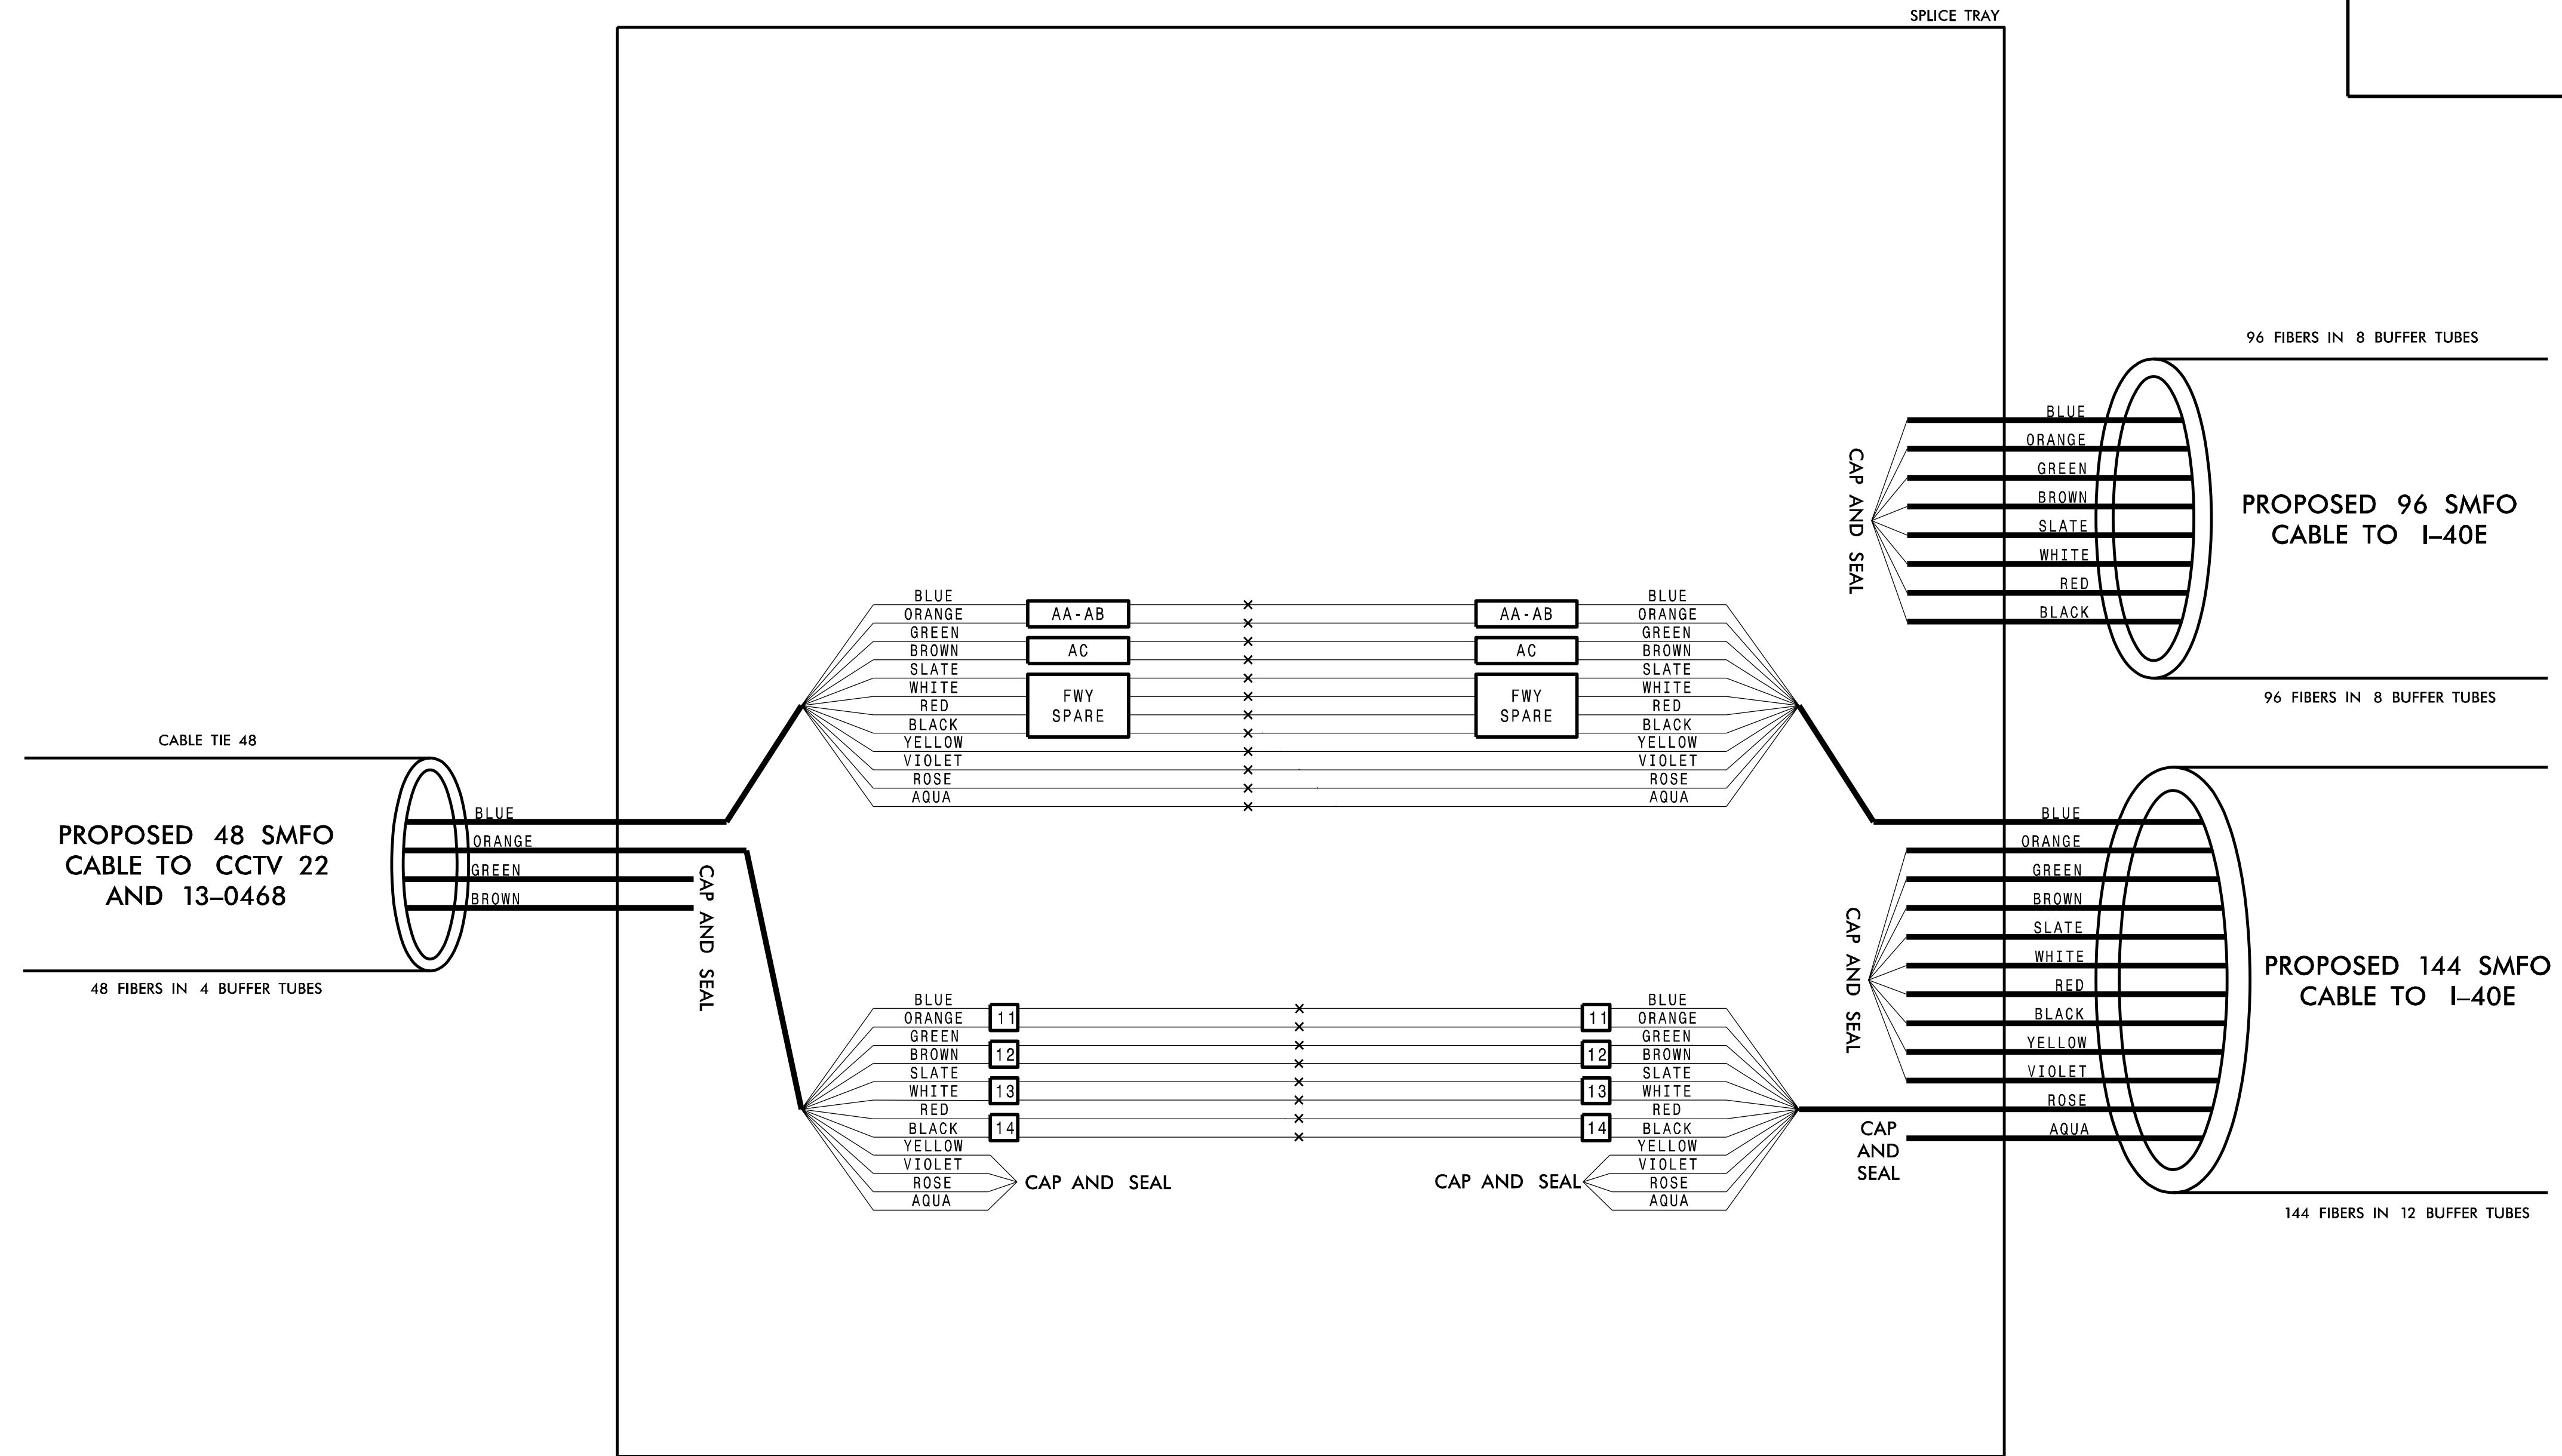 SPLICE TRAY
96 FIBERS IN 8 BUFFER TUBES
BLUE
ORANGE
GREEN
BROWN
SLATE
WHITE
RED
BLACK
CAP AND SEAL
PROPOSED 96 SMFO
CABLE TO I-40E
96 FIBERS IN 8 BUFFER TUBES
CABLE TIE 48
PROPOSED 48 SMFO
CABLE TO CCTV 22
AND 13-0468
48 FIBERS IN 4 BUFFER TUBES
BLUE
ORANGE
GREEN
BROWN
CAP AND SEAL
BLUE
ORANGE
GREEN
BROWN
SLATE
WHITE
RED
BLACK
YELLOW
VIOLET
ROSE
AQUA
AA-AB
AC
FWY
SPARE
AA-AB
AC
FWY
SPARE
BLUE
ORANGE
GREEN
BROWN
SLATE
WHITE
RED
BLACK
YELLOW
VIOLET
ROSE
AQUA
BLUE
ORANGE
GREEN
BROWN
SLATE
WHITE
RED
BLACK
YELLOW
VIOLET
ROSE
AQUA
11
12
13
14
CAP AND SEAL
11
12
13
14
CAP AND SEAL
BLUE
ORANGE
GREEN
BROWN
SLATE
WHITE
RED
BLACK
YELLOW
VIOLET
ROSE
AQUA
CAP AND SEAL
CAP
AND
SEAL
BLUE
ORANGE
GREEN
BROWN
SLATE
WHITE
RED
BLACK
YELLOW
VIOLET
ROSE
AQUA
PROPOSED 144 SMFO
CABLE TO I-40E
144 FIBERS IN 12 BUFFER TUBES